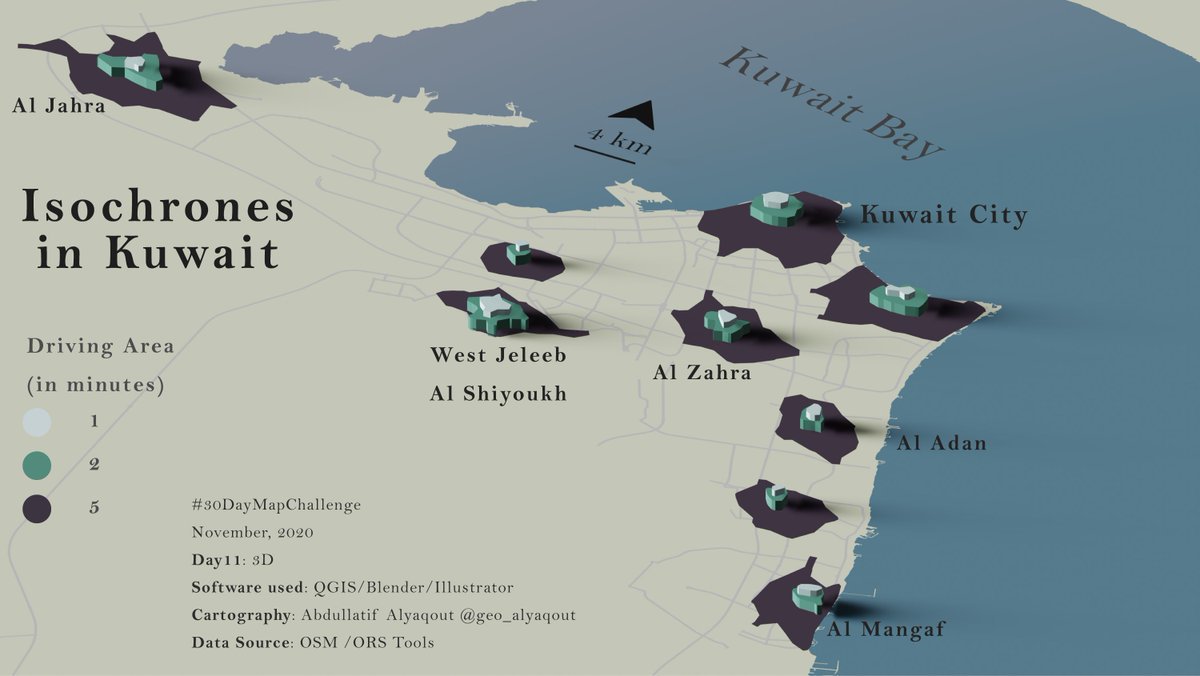 Kuwait Bay
4 km
Al Jahra
Isochrones
in Kuwait
Kuwait City
West Jeleeb
Al Shiyoukh
Al Zahra
Al Adan
Al Mangaf
Driving Area
(in minutes)
1
2
5
#30DayMapChallenge
November, 2020
Day11: 3D
Software used: QGIS/Blender/Illustrator
Cartography: Abdullatif Alyaqout @geo_alyaqout
Data Source: OSM /ORS Tools